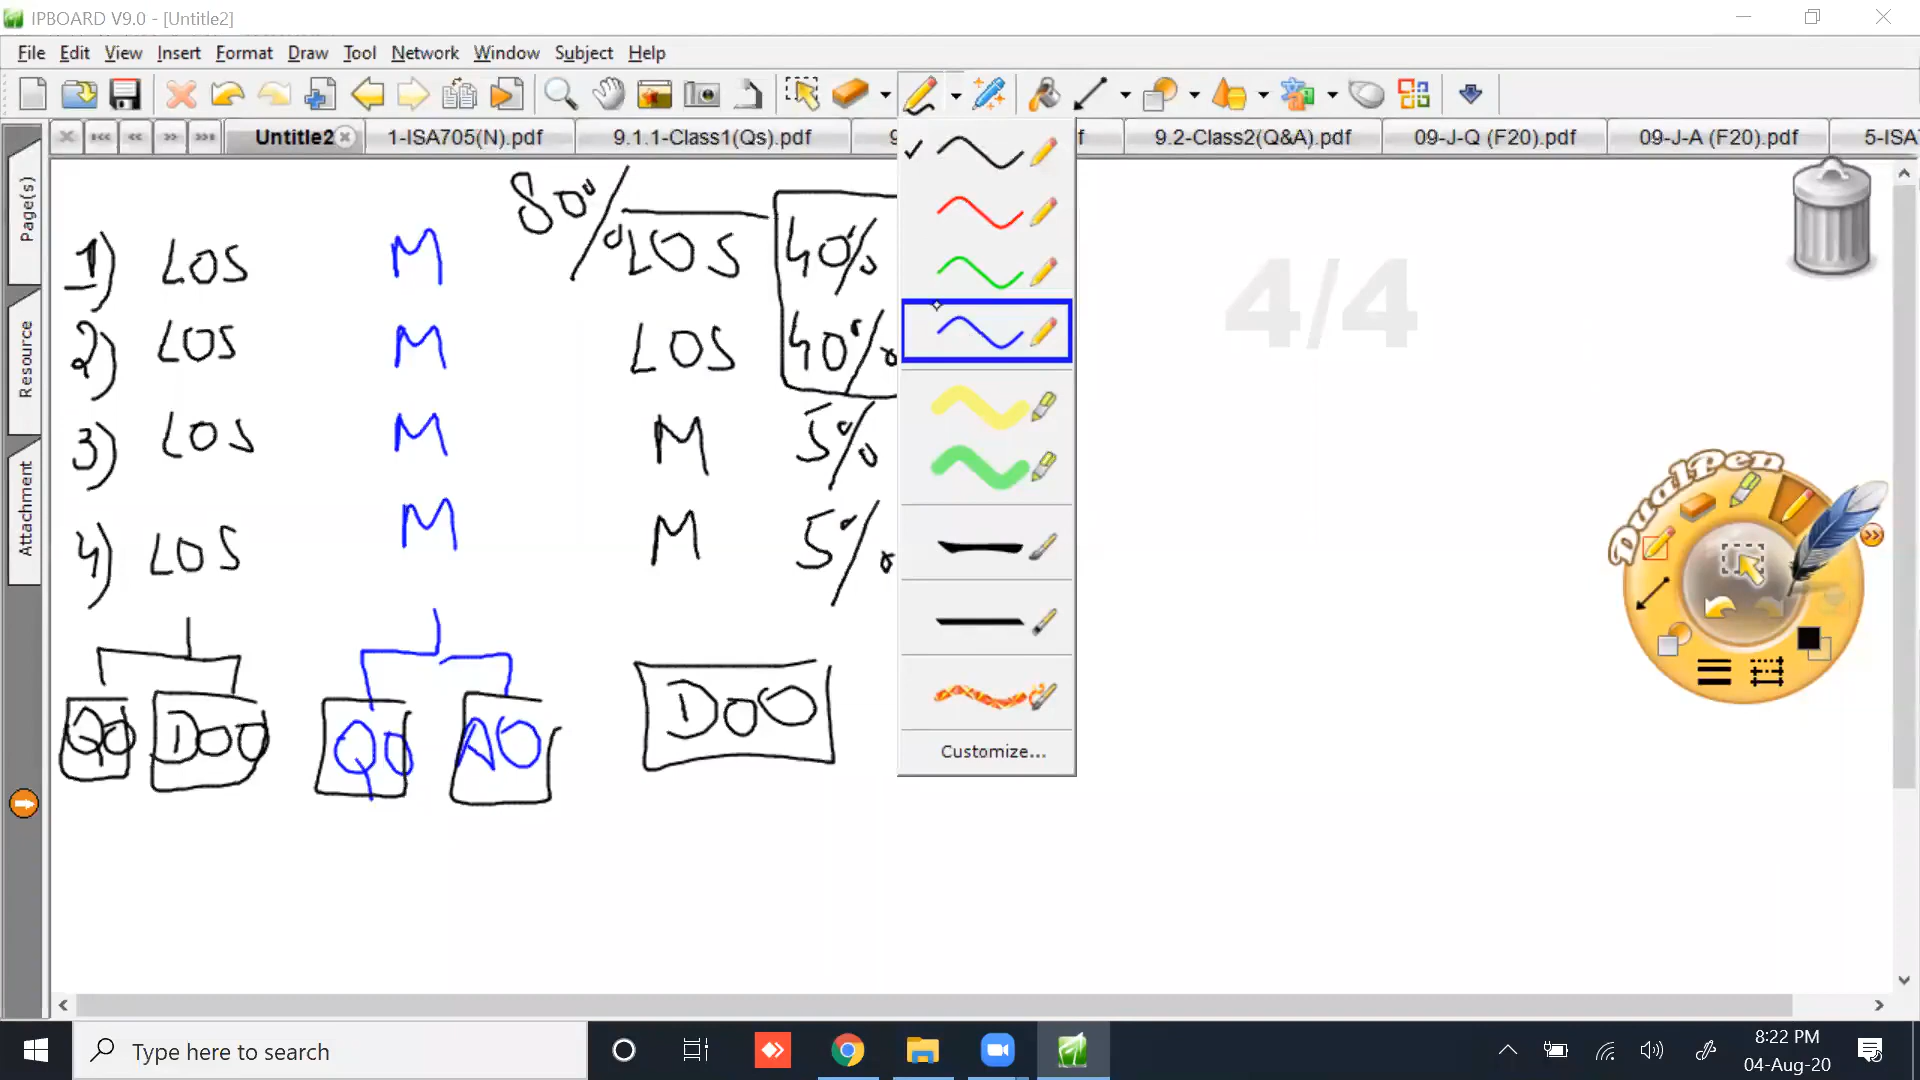 IPBOARD V9.0 - [Untitle2]
File Edit View Insert Format Draw Tool Network Window Subject Help
Untitle2 1-ISA705(N).pdf 9.1.1-Class1(Qs).pdf 9 f 9.2-Class2(Q&A).pdf 09-J-Q (F20).pdf 09-J-A (F20).pdf 5-ISA7
Page(s)
Resource
Attachment
80%
1) LOS M LOS 40%
2) LOS M LOS 40%
3) LOS M M 5%
4) LOS M M 5%
QO DOO QO AO DOO
4/4
DualPen
Customize...
Type here to search
8:22 PM
04-Aug-20